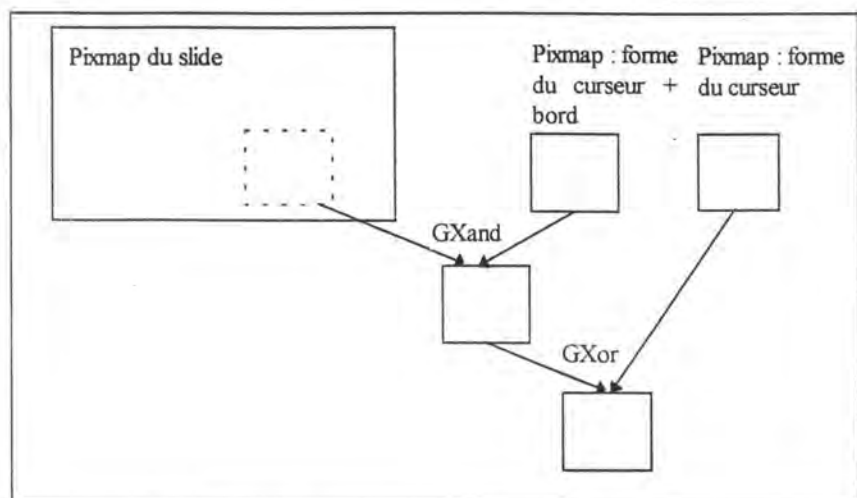 Pixmap du slide
Pixmap : forme
du curseur +
bord
Pixmap : forme
du curseur
GXand
GXor